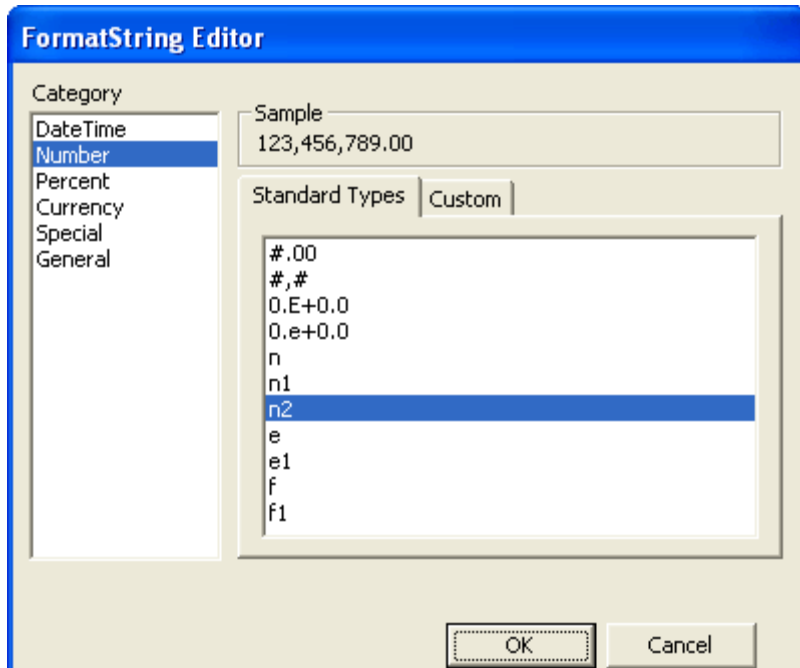 FormatString Editor
Category
DateTime
Number
Percent
Currency
Special
General
Sample
123,456,789.00
Standard Types
Custom
#.00
#,#
0.E+0.0
0.e+0.0
n
n1
n2
e
e1
f
f1
OK
Cancel